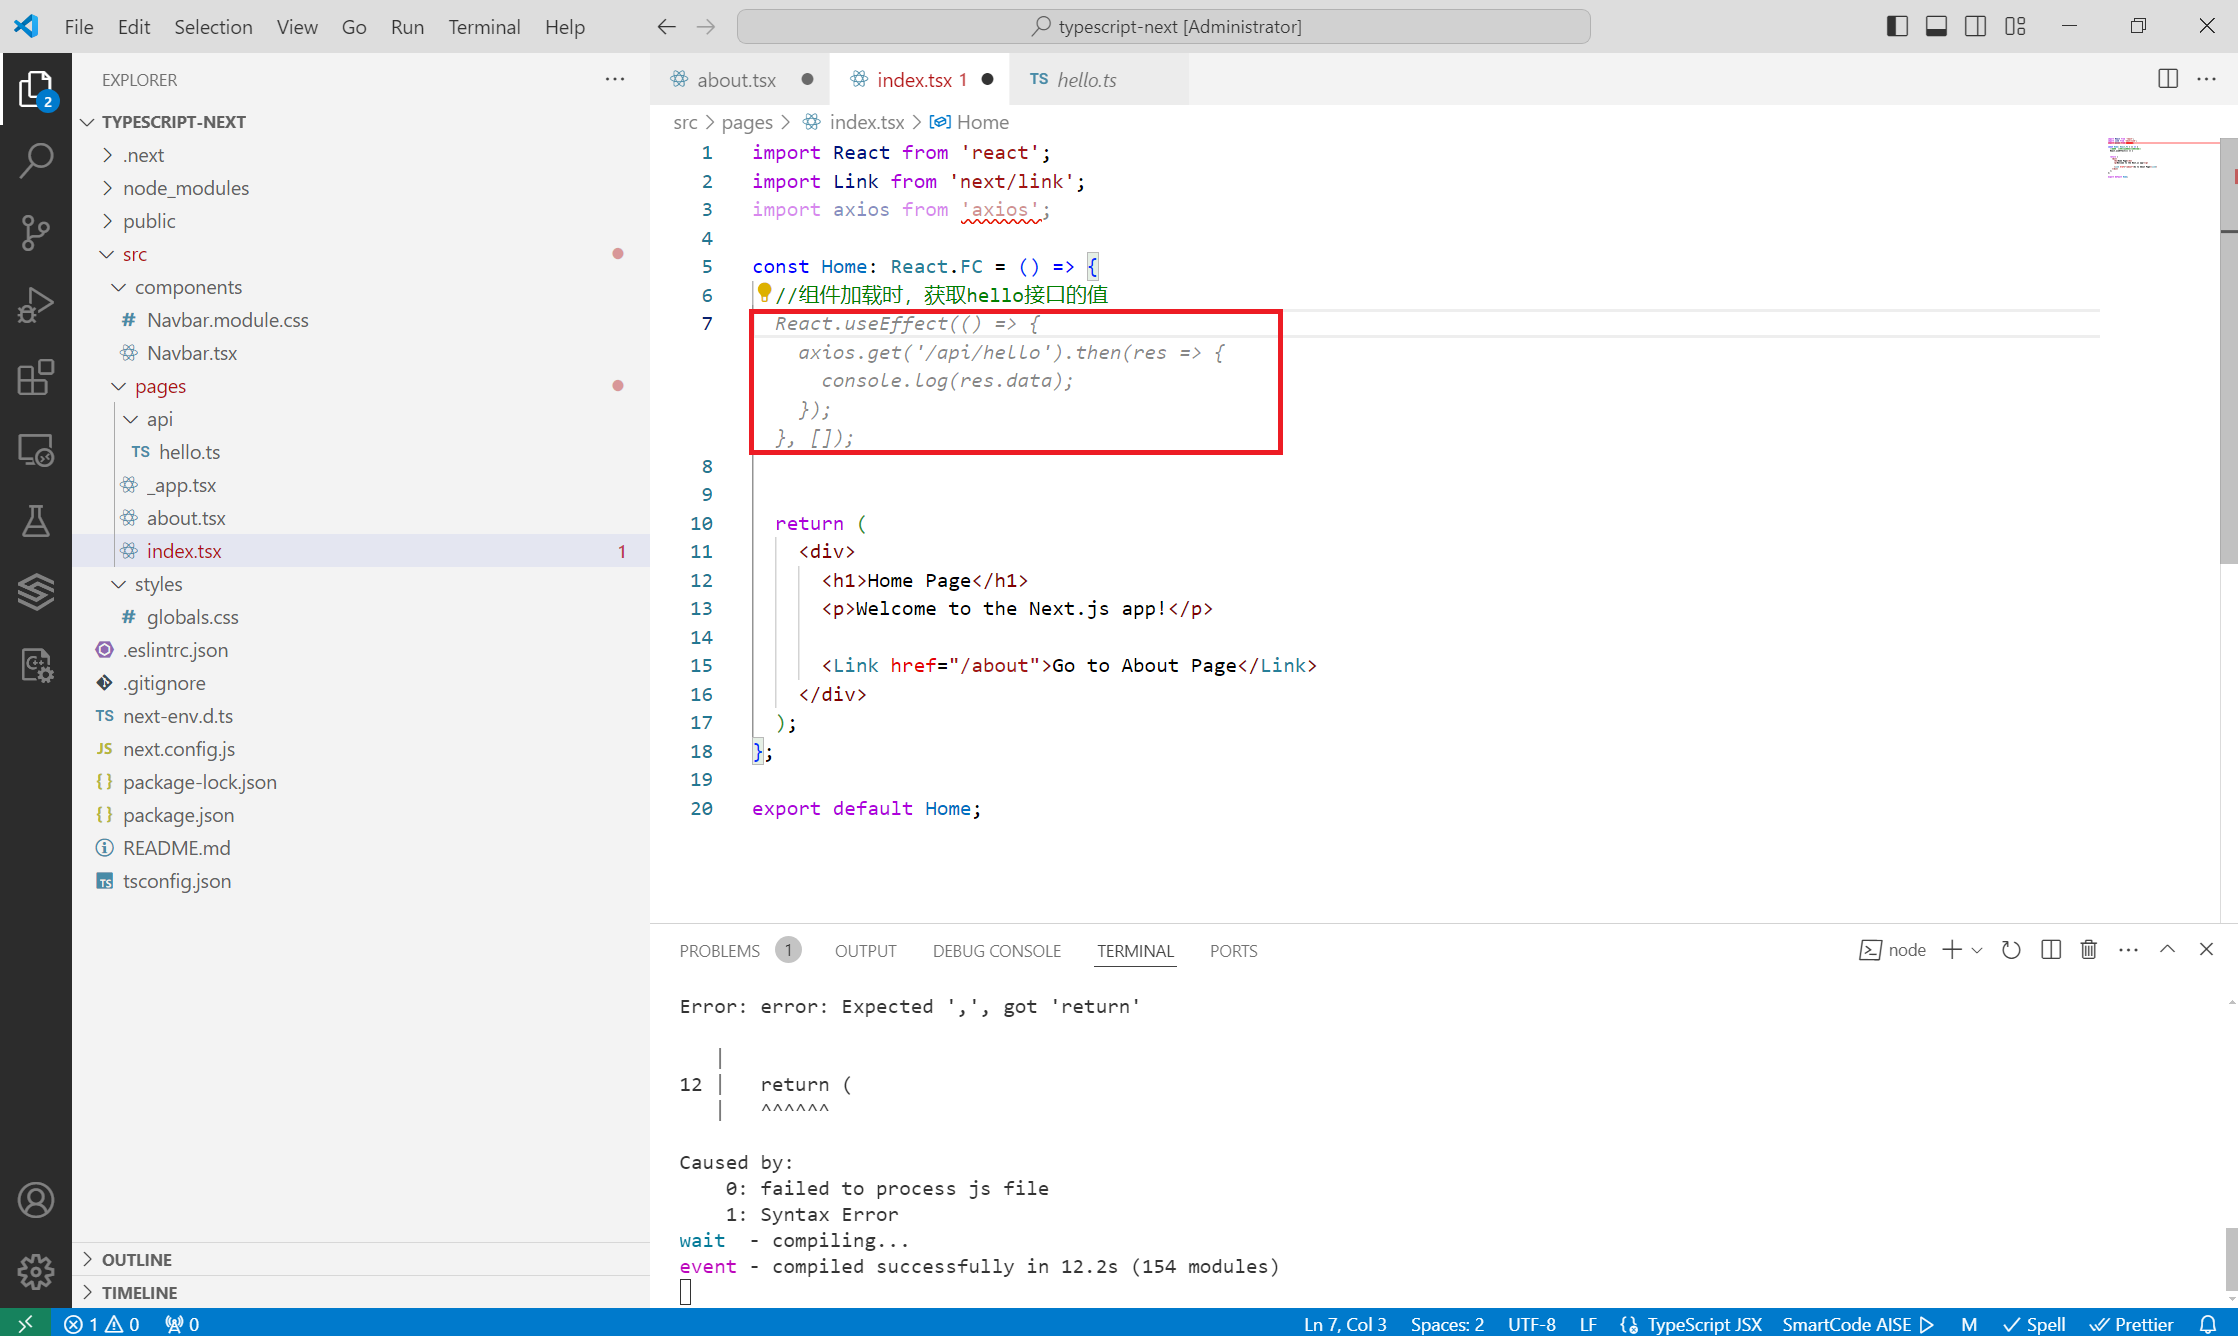 File Edit Selection View Go Run Terminal Help typescript-next [Administrator]
2
EXPLORER
TYPESCRIPT-NEXT
.next
node_modules
public
src
components
# Navbar.module.css
Navbar.tsx
pages
api
TS hello.ts
_app.tsx
about.tsx
index.tsx 1
styles
# globals.css
.eslintrc.json
.gitignore
TS next-env.d.ts
JS next.config.js
{} package-lock.json
{} package.json
README.md
TS tsconfig.json
OUTLINE
TIMELINE
about.tsx index.tsx 1 TS hello.ts
src > pages > index.tsx > Home
1 import React from 'react';
2 import Link from 'next/link';
3 import axios from 'axios';
4
5 const Home: React.FC = () => {
6 //组件加载时，获取hello接口的值
7 React.useEffect(() => {
axios.get('/api/hello').then(res => {
console.log(res.data);
});
}, []);
8
9
10 return (
11 <div>
12 <h1>Home Page</h1>
13 <p>Welcome to the Next.js app!</p>
14
15 <Link href="/about">Go to About Page</Link>
16 </div>
17 );
18 };
19
20 export default Home;
PROBLEMS 1 OUTPUT DEBUG CONSOLE TERMINAL PORTS node
Error: error: Expected ',', got 'return'
|
12 | return (
| ^^^^^^
Caused by:
0: failed to process js file
1: Syntax Error
wait - compiling...
event - compiled successfully in 12.2s (154 modules)
1 0 0 Ln 7, Col 3 Spaces: 2 UTF-8 LF {} TypeScript JSX SmartCode AISE M Spell Prettier